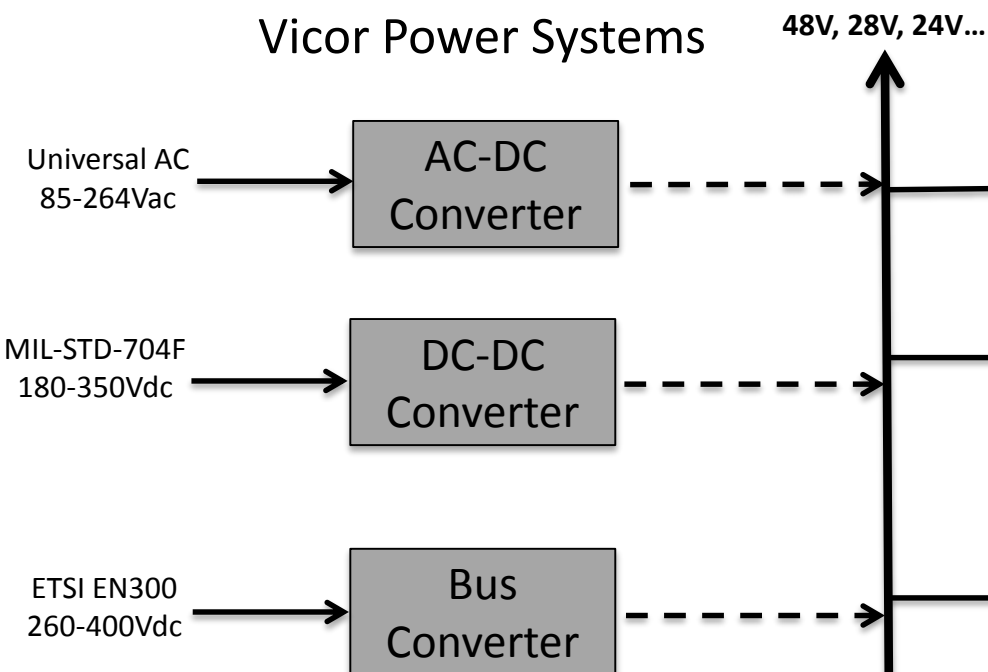 Vicor Power Systems
48V, 28V, 24V…
Universal AC
85-264Vac
AC-DC
Converter
MIL-STD-704F
180-350Vdc
DC-DC
Converter
ETSI EN300
260-400Vdc
Bus
Converter